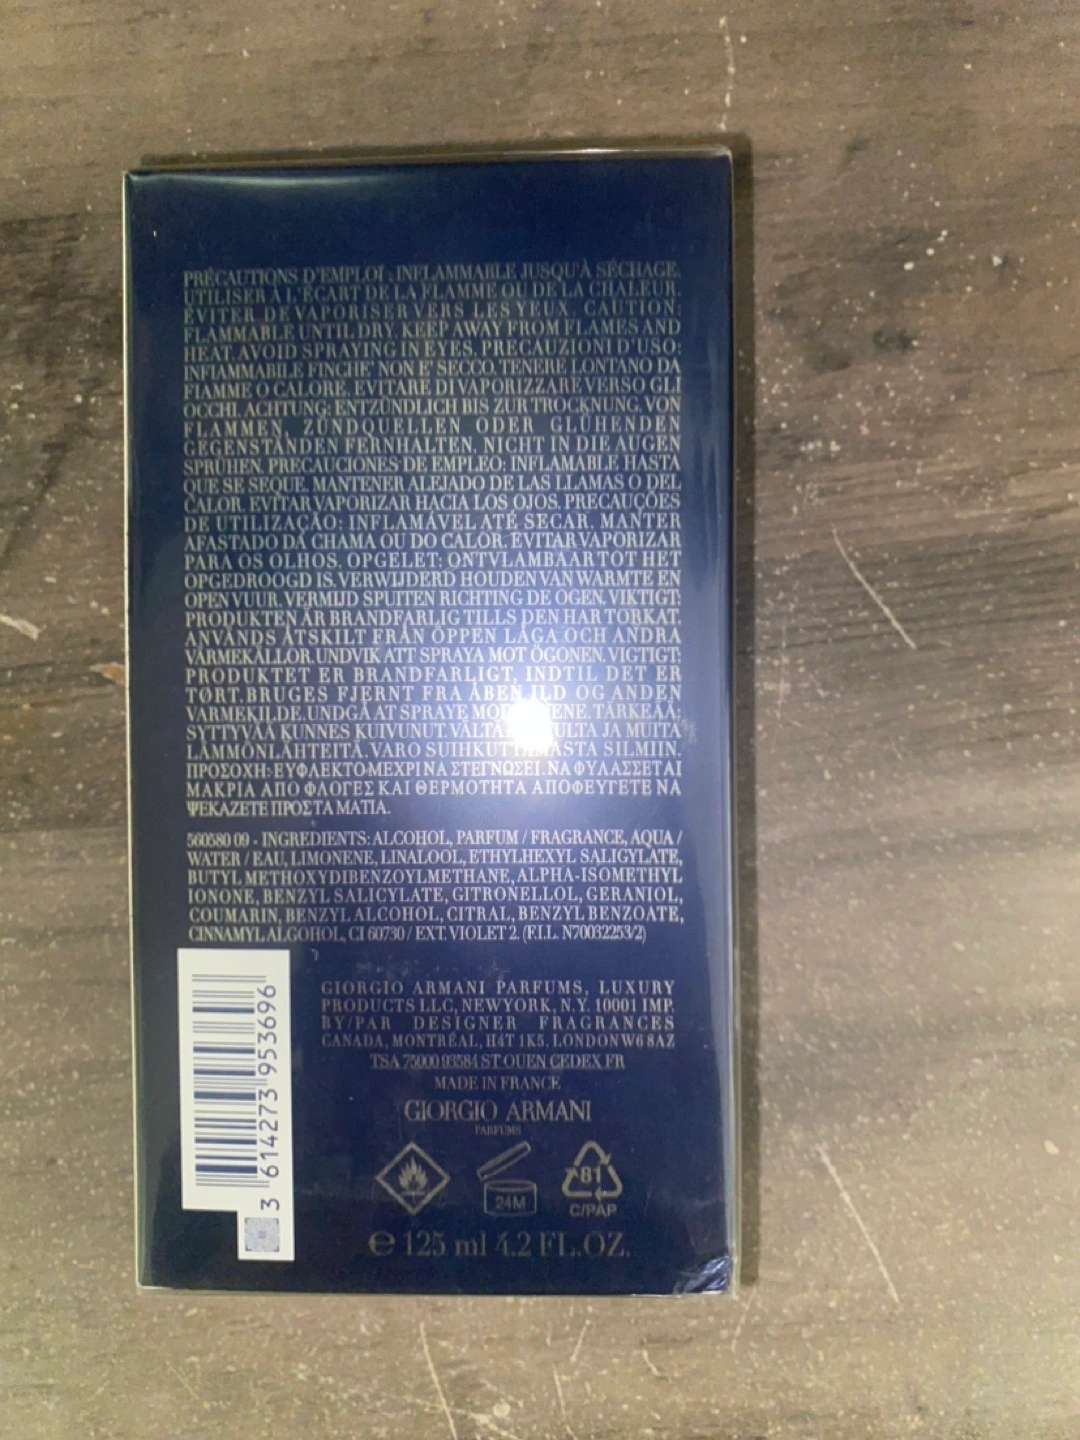 PRÉCAUTIONS D'EMPLOI : INFLAMMABLE JUSQU'À SÉCHAGE.
UTILISER À L'ÉCART DE LA FLAMME OU DE LA CHALEUR.
ÉVITER DE VAPORISER VERS LES YEUX. CAUTION:
FLAMMABLE UNTIL DRY. KEEP AWAY FROM FLAMES AND
HEAT. AVOID SPRAYING IN EYES. PRECAUZIONI D'USO:
INFIAMMABILE FINCHE' NON E' SECCO. TENERE LONTANO DA
FIAMME O CALORE. EVITARE DI VAPORIZZARE VERSO GLI
OCCHI. ACHTUNG: ENTZÜNDLICH BIS ZUR TROCKNUNG. VON
FLAMMEN, ZÜNDQUELLEN ODER GLÜHENDEN
GEGENSTÄNDEN FERNHALTEN. NICHT IN DIE AUGEN
SPRÜHEN. PRECAUCIONES DE EMPLEO: INFLAMABLE HASTA
QUE SE SEQUE. MANTENER ALEJADO DE LAS LLAMAS O DEL
CALOR. EVITAR VAPORIZAR HACIA LOS OJOS. PRECAUÇÕES
DE UTILIZAÇÃO: INFLAMÁVEL ATÉ SECAR. MANTER
AFASTADO DA CHAMA OU DO CALOR. EVITAR VAPORIZAR
PARA OS OLHOS. OPGELET: ONTVLAMBAAR TOT HET
OPGEDROOGD IS. VERWIJDERD HOUDEN VAN WARMTE EN
OPEN VUUR. VERMIJD SPUITEN RICHTING DE OGEN. VIKTIGT:
PRODUKTEN ÄR BRANDFARLIG TILLS DEN HAR TORKAT.
ANVÄNDS ÅTSKILT FRÅN ÖPPEN LÅGA OCH ANDRA
VÄRMEKÄLLOR. UNDVIK ATT SPRAYA MOT ÖGONEN. VIGTIGT:
PRODUKTET ER BRANDFARLIGT, INDTIL DET ER
TØRT. BRUGES FJERNT FRA ÅBEN ILD OG ANDEN
VARMEKILDE. UNDGÅ AT SPRAYE TÄRKEÄÄ:
SYTTYVÄÄ KUNNES KUIVUNUT. TULTA JA MUITA
LÄMMÖNLÄHTEITÄ. VARO SUIHKUTTAMASTA SILMIIN.
ΠΡΟΣΟΧΗ: ΕΥΦΛΕΚΤΟ ΜΕΧΡΙ ΝΑ ΣΤΕΓΝΩΣΕΙ. ΝΑ ΦΥΛΑΣΣΕΤΑΙ
ΜΑΚΡΙΑ ΑΠΟ ΦΛΟΓΕΣ ΚΑΙ ΘΕΡΜΟΤΗΤΑ ΑΠΟΦΕΥΓΕΤΕ ΝΑ
ΨΕΚΑΖΕΤΕ ΠΡΟΣ ΤΑ ΜΑΤΙΑ.
560580 09 - INGREDIENTS: ALCOHOL, PARFUM / FRAGRANCE, AQUA /
WATER / EAU, LIMONENE, LINALOOL, ETHYLHEXYL SALICYLATE,
BUTYL METHOXYDIBENZOYLMETHANE, ALPHA-ISOMETHYL
IONONE, BENZYL SALICYLATE, CITRONELLOL, GERANIOL,
COUMARIN, BENZYL ALCOHOL, CITRAL, BENZYL BENZOATE,
CINNAMYL ALCOHOL, CI 60730 / EXT. VIOLET 2. (F.I.L. N70032253/2)
GIORGIO ARMANI PARFUMS, LUXURY
PRODUCTS LLC, NEW YORK, N.Y. 10001 IMP.
BY/PAR DESIGNER FRAGRANCES
CANADA, MONTRÉAL, H4T 1K5. LONDON W6 8AZ
TSA 75000 93584 ST OUEN CEDEX FR
MADE IN FRANCE
GIORGIO ARMANI
PARFUMS
24M
81
C/PAP
e 125 ml 4.2 FL.OZ.
3 614273 953696